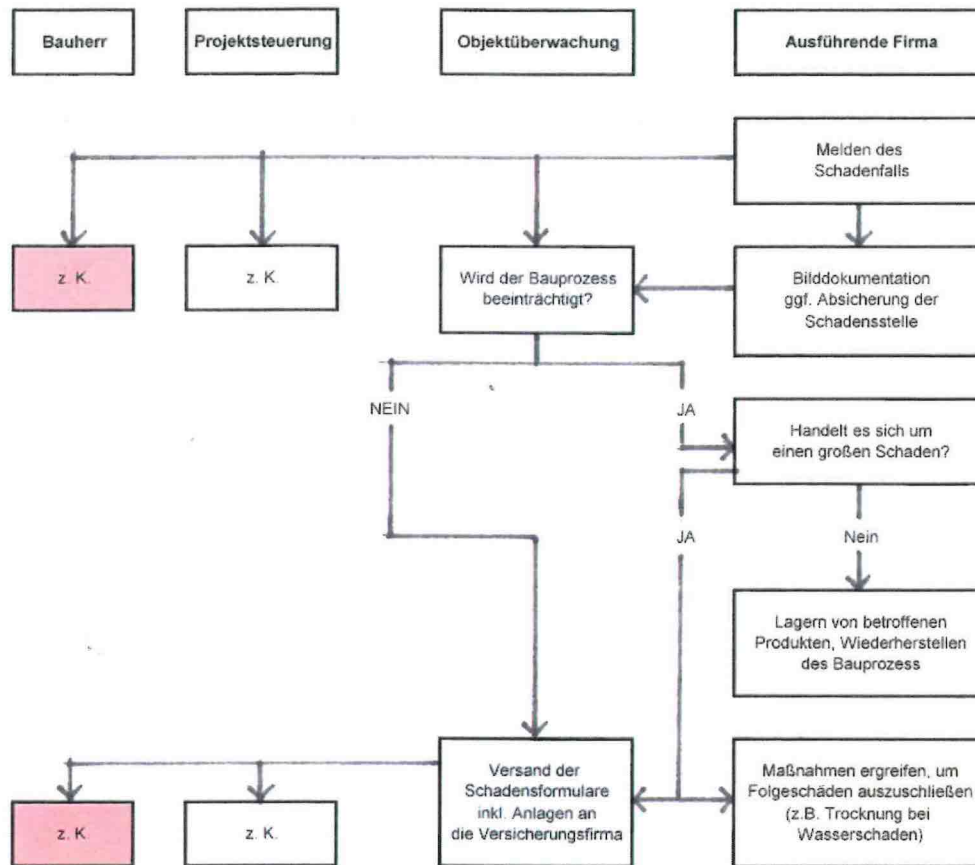 Bauherr
Projektsteuerung
Objektüberwachung
Ausführende Firma
Melden des
Schadenfalls
z. K.
z. K.
Wird der Bauprozess
beeinträchtigt?
Bilddokumentation
ggf. Absicherung der
Schadensstelle
NEIN
JA
Handelt es sich um
einen großen Schaden?
JA
Nein
Lagern von betroffenen
Produkten, Wiederherstellen
des Bauprozess
z. K.
z. K.
Versand der
Schadensformulare
inkl. Anlagen an
die Versicherungsfirma
Maßnahmen ergreifen, um
Folgeschäden auszuschließen
(z.B. Trocknung bei
Wasserschaden)